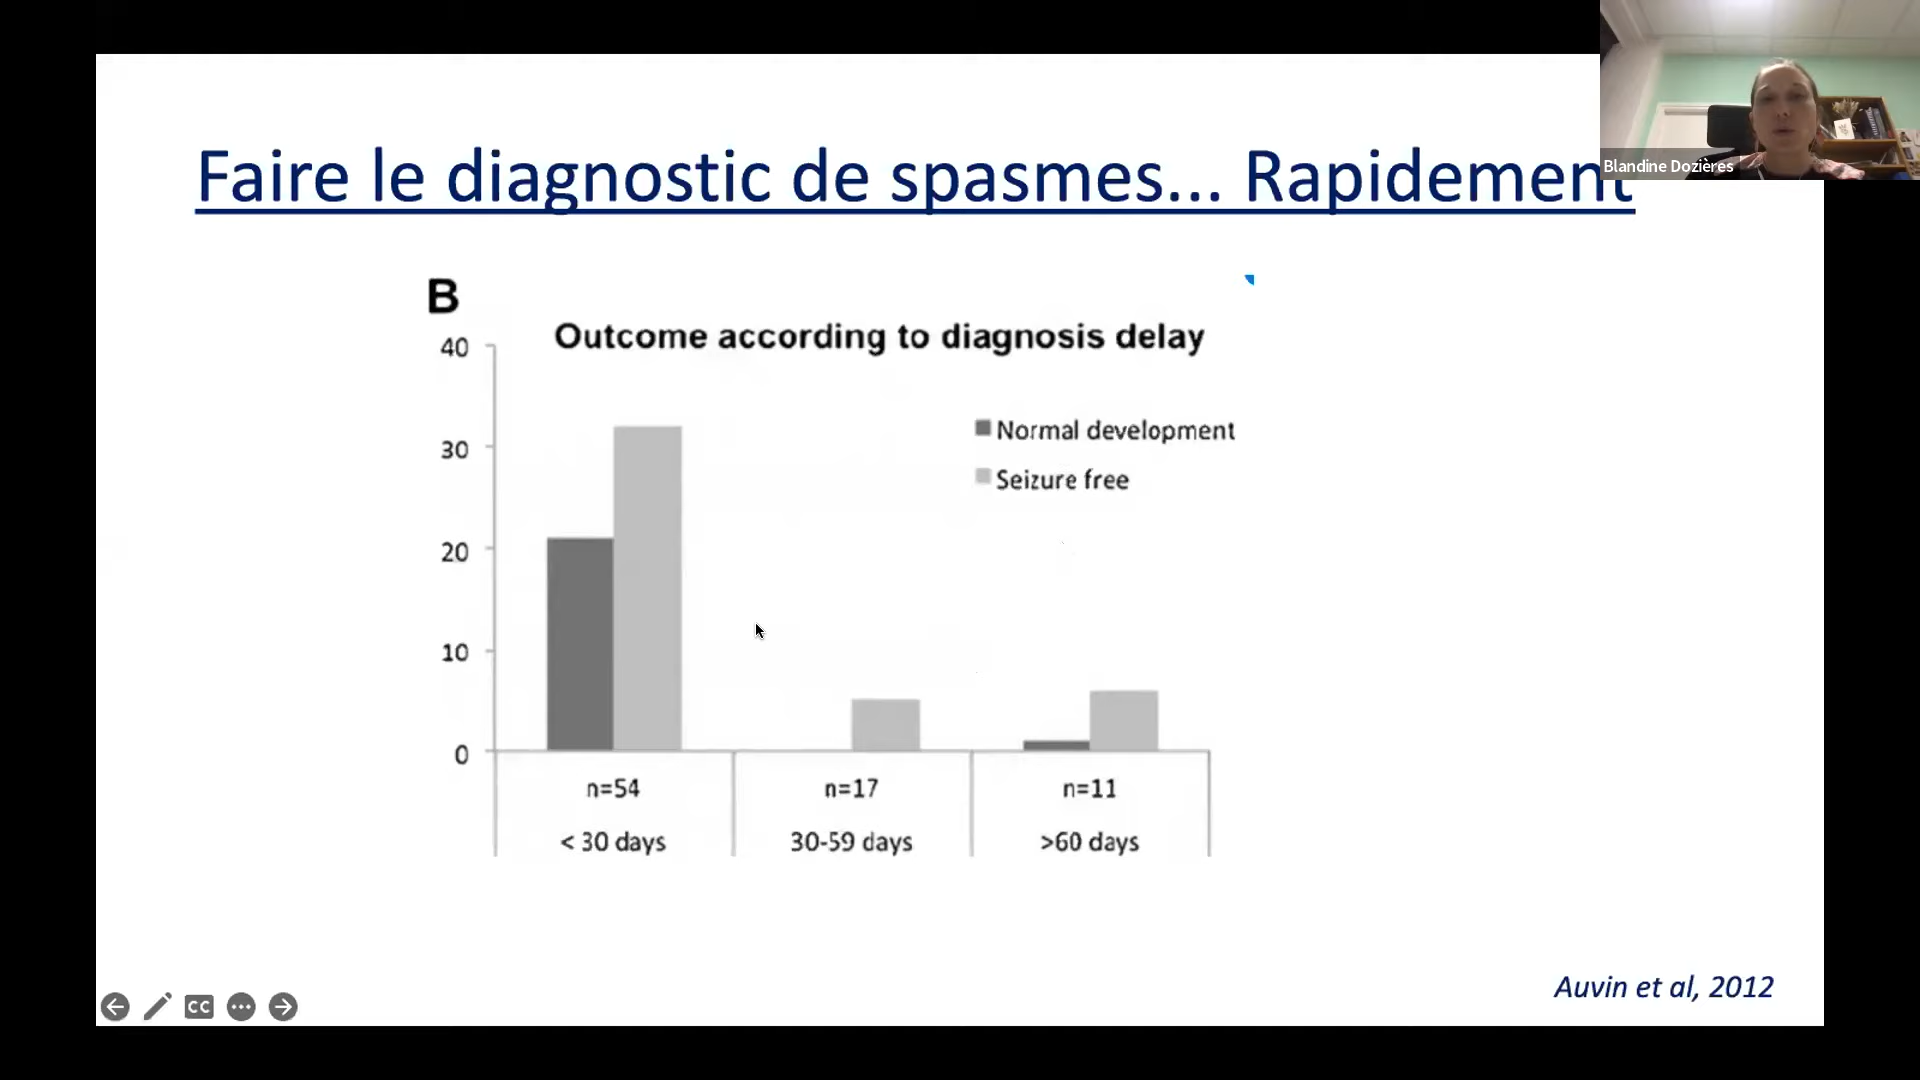 Blandine Dozières
Faire le diagnostic de spasmes... Rapidement
B
Outcome according to diagnosis delay
40
30
20
10
0
Normal development
Seizure free
n=54 n=17 n=11
< 30 days 30-59 days >60 days
Auvin et al, 2012
CC